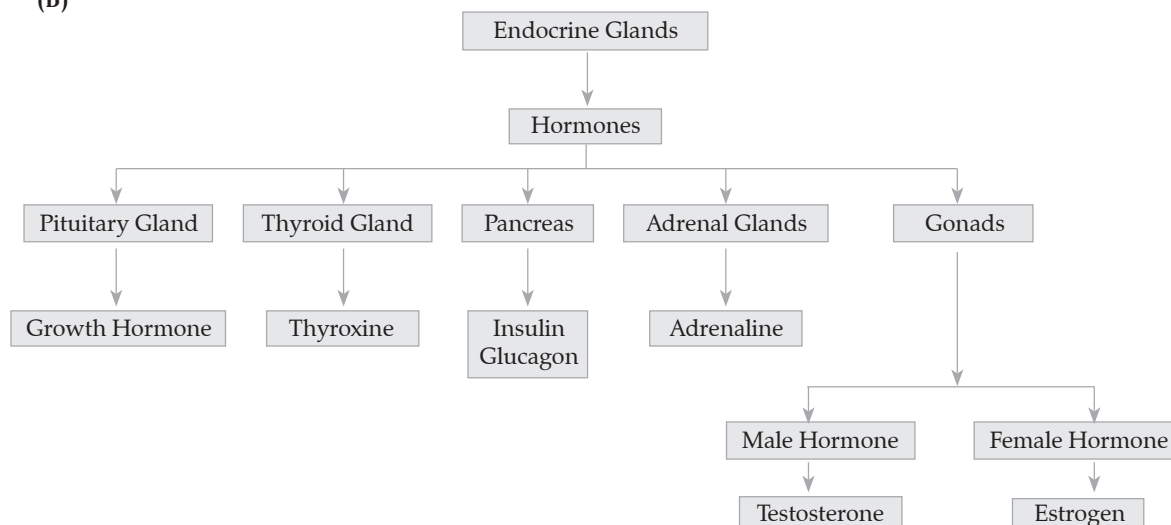 (B)
Endocrine Glands
Hormones
Pituitary Gland
Thyroid Gland
Pancreas
Adrenal Glands
Gonads
Growth Hormone
Thyroxine
Insulin
Glucagon
Adrenaline
Male Hormone
Female Hormone
Testosterone
Estrogen